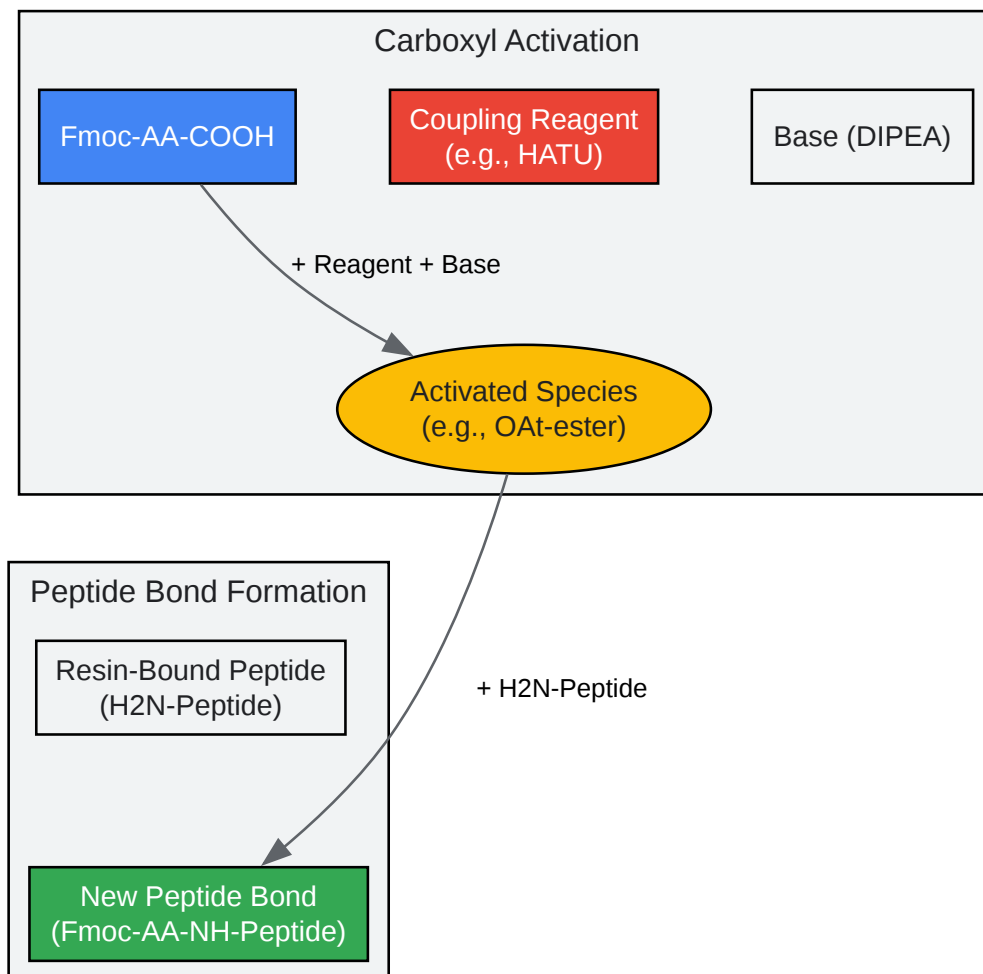 Carboxyl Activation
Fmoc-AA-COOH
Coupling Reagent
(e.g., HATU)
Base (DIPEA)
+ Reagent + Base
Activated Species
(e.g., OAt-ester)
Peptide Bond Formation
Resin-Bound Peptide
(H2N-Peptide)
+ H2N-Peptide
New Peptide Bond
(Fmoc-AA-NH-Peptide)